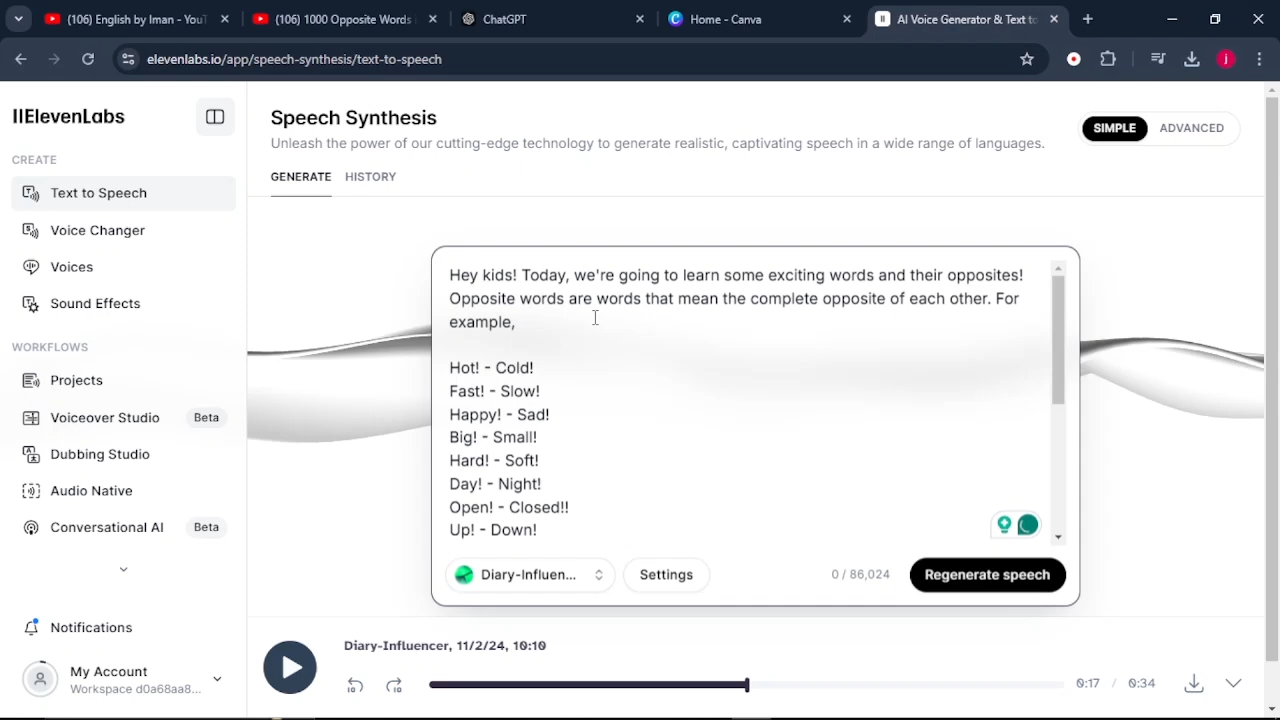 (106) English by Iman - YouT
(106) 1000 Opposite Words
ChatGPT
Home - Canva
AI Voice Generator & Text to
elevenlabs.io/app/speech-synthesis/text-to-speech
j
IIElevenLabs
CREATE
Text to Speech
Voice Changer
Voices
Sound Effects
WORKFLOWS
Projects
Voiceover Studio Beta
Dubbing Studio
Audio Native
Conversational AI Beta
Notifications
My Account
Workspace d0a68aa8...
Speech Synthesis
Unleash the power of our cutting-edge technology to generate realistic, captivating speech in a wide range of languages.
SIMPLE ADVANCED
GENERATE HISTORY
Hey kids! Today, we're going to learn some exciting words and their opposites!
Opposite words are words that mean the complete opposite of each other. For
example,
Hot! - Cold!
Fast! - Slow!
Happy! - Sad!
Big! - Small!
Hard! - Soft!
Day! - Night!
Open! - Closed!!
Up! - Down!
Diary-Influen... Settings 0 / 86,024 Regenerate speech
Diary-Influencer, 11/2/24, 10:10
0:17 / 0:34